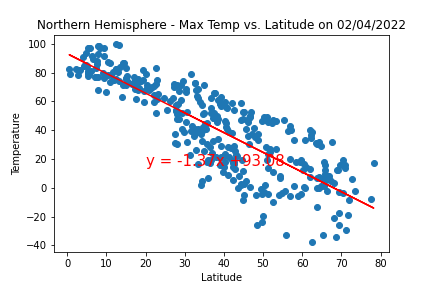 Northern Hemisphere - Max Temp vs. Latitude on 02/04/2022
100
80
60
40
20
0
−20
−40
Temperature
y = -1.37x +93.08
0 10 20 30 40 50 60 70 80
Latitude